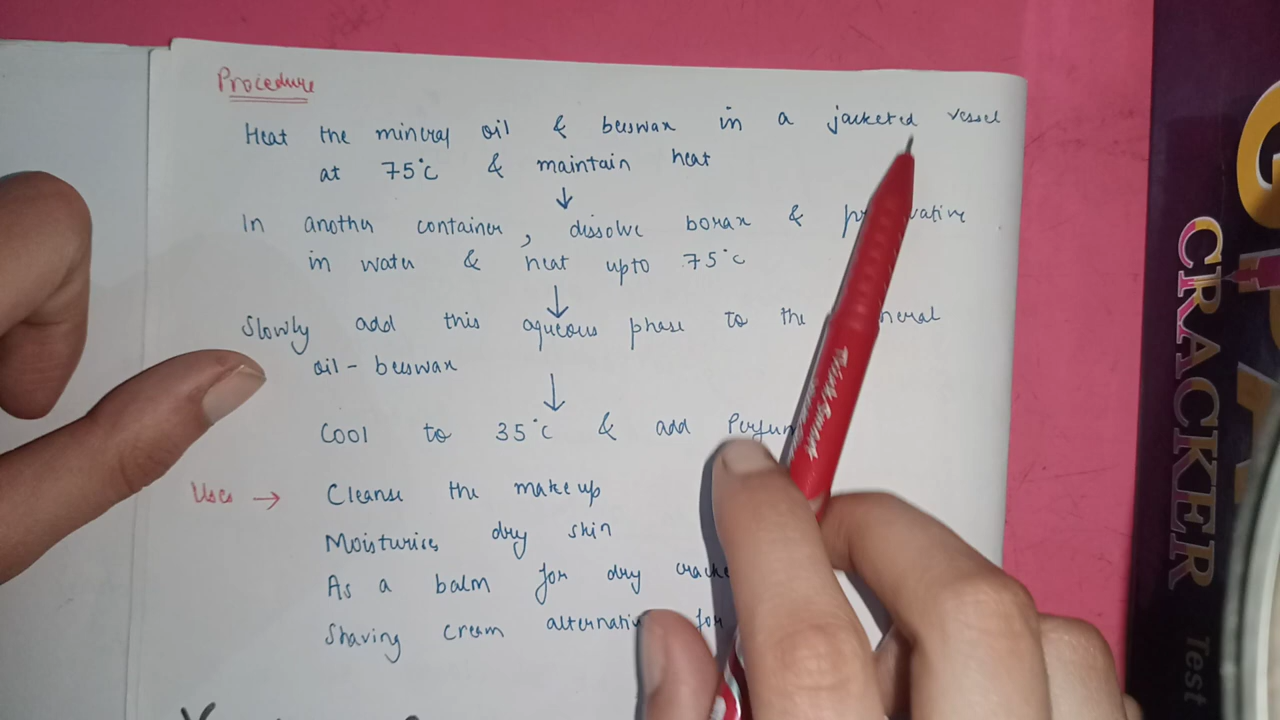 Procedure
Heat the mineral oil & beeswax in a jacketed vessel
at 75°C & maintain heat
↓
In another container, dissolve borax &
in water & heat upto 75°C
↓
Slowly add this aqueous phase to the
oil - beeswax
↓
Cool to 35°C & add
Uses → Cleanse the makeup
Moisturises dry skin
As a balm for dry
Shaving cream for
CRACKER
Test